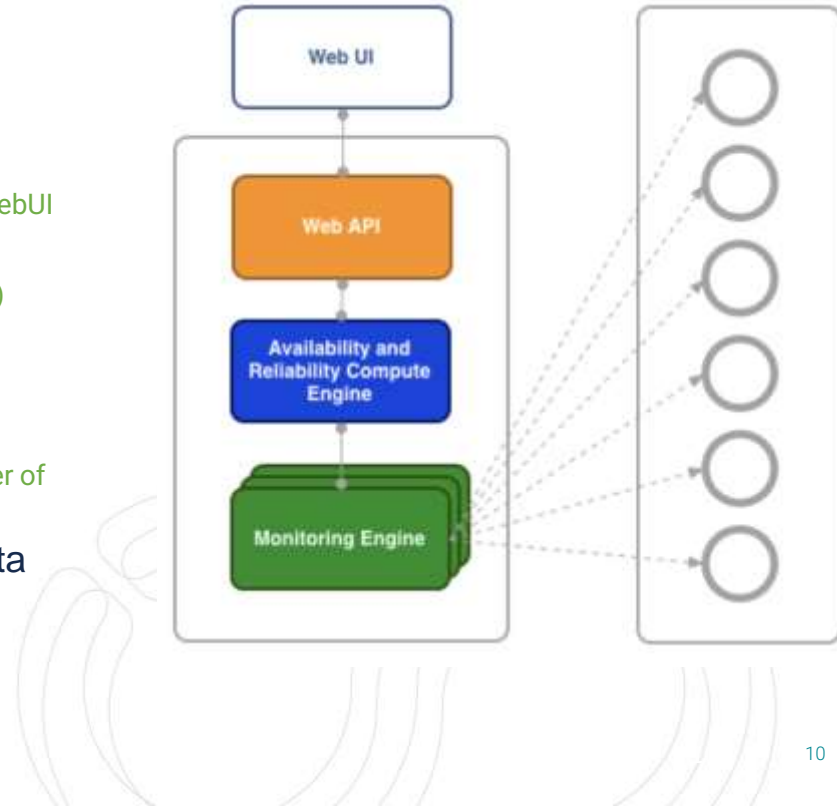 ebUI
)
er of
ta
Web UI
Web API
Availability and
Reliability Compute
Engine
Monitoring Engine
10